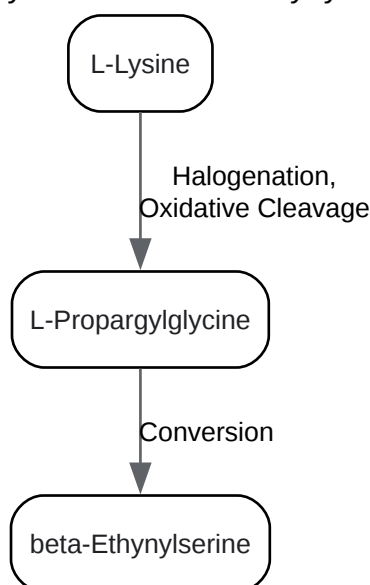 L-Lysine
Halogenation,
Oxidative Cleavage
L-Propargylglycine
Conversion
beta-Ethynylserine